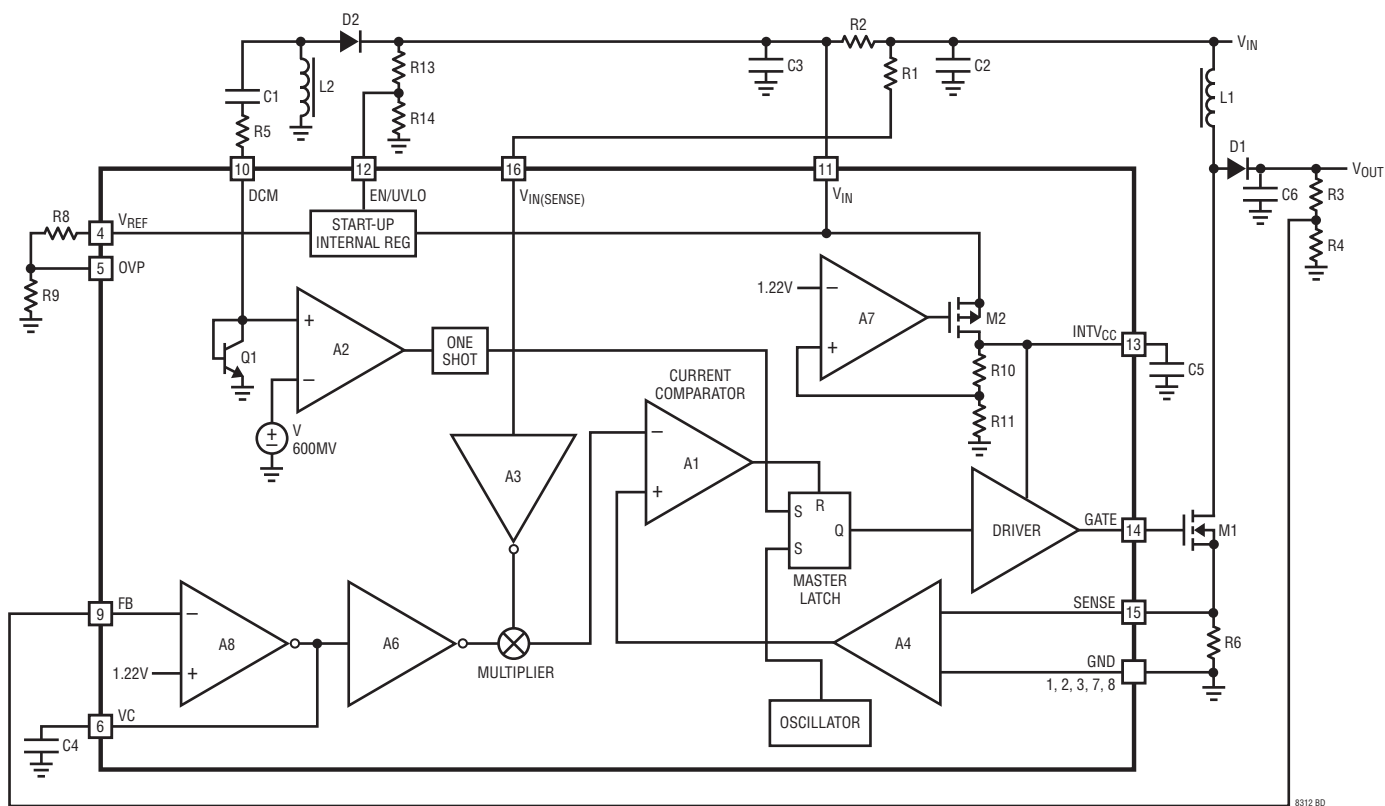 D2
R2
VIN
C1
L2
R13
C3
R1
C2
L1
R5
R14
D1
VOUT
10
12
16
11
C6
R3
DCM
EN/UVLO
VIN(SENSE)
VIN
R8
4
VREF
START-UP
INTERNAL REG
R4
5
OVP
R9
1.22V
–
A7
M2
+
+
A2
ONE
SHOT
INTVCC
13
Q1
–
CURRENT
COMPARATOR
R10
C5
R11
+
–
V
600MV
A3
–
A1
+
S
R
Q
DRIVER
GATE
14
M1
S
MASTER
LATCH
9
FB
–
A8
A6
A4
SENSE
15
R6
1.22V
+
MULTIPLIER
GND
1, 2, 3, 7, 8
6
VC
C4
OSCILLATOR
8312 BD